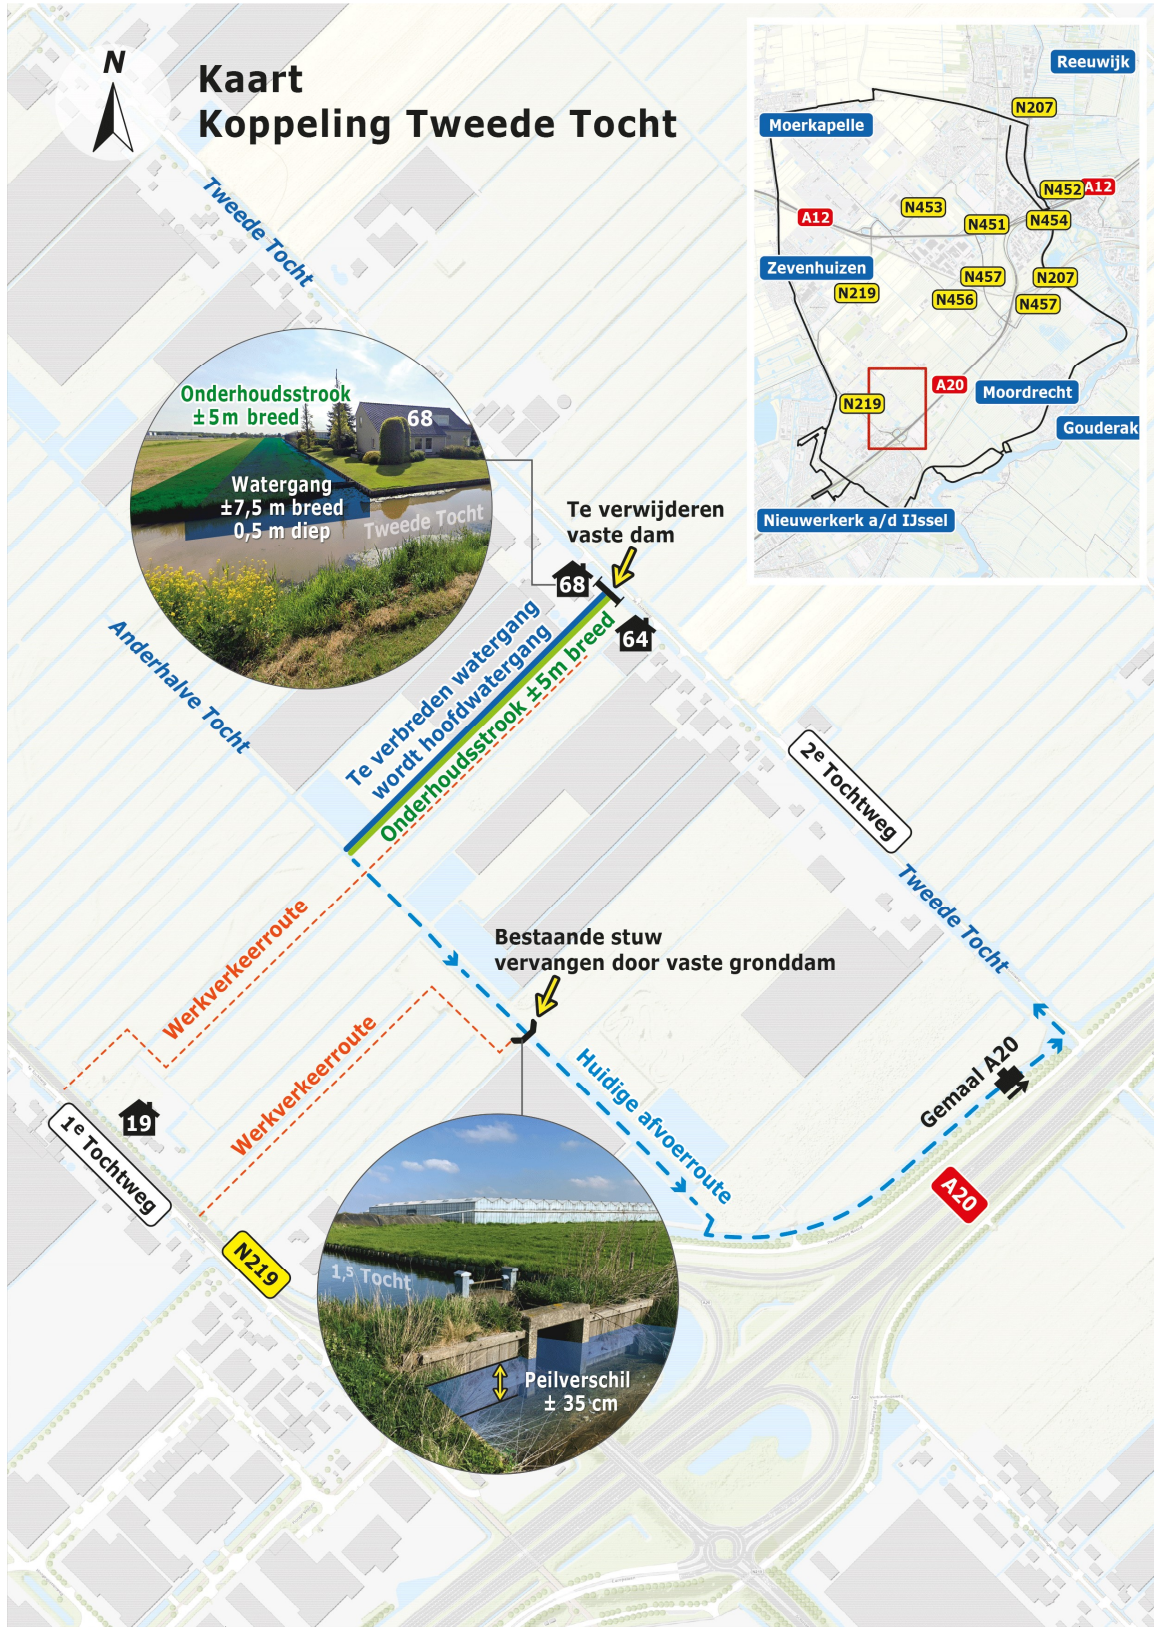 N
Kaart
Koppeling Tweede Tocht
Reeuwijk
N207
Moerkapelle
N452
A12
N453
A12
N451
N454
Zevenhuizen
N457
N207
N219
N456
N457
A20
Moordrecht
N219
Gouderak
Nieuwerkerk a/d IJssel
Tweede Tocht
Onderhoudsstrook
±5m breed
68
Watergang
±7,5 m breed
0,5 m diep
Tweede Tocht
Te verwijderen
vaste dam
68
64
Te verbreden watergang
wordt hoofdwatergang
Onderhoudsstrook ±5m breed
Anderhalve Tocht
2e Tochtweg
Tweede Tocht
Werkverkeerroute
Bestaande stuw
vervangen door vaste gronddam
Werkverkeerroute
Huidige afvoerroute
Gemaal A20
19
1e Tochtweg
A20
N219
1,5 Tocht
Peilverschil
± 35 cm